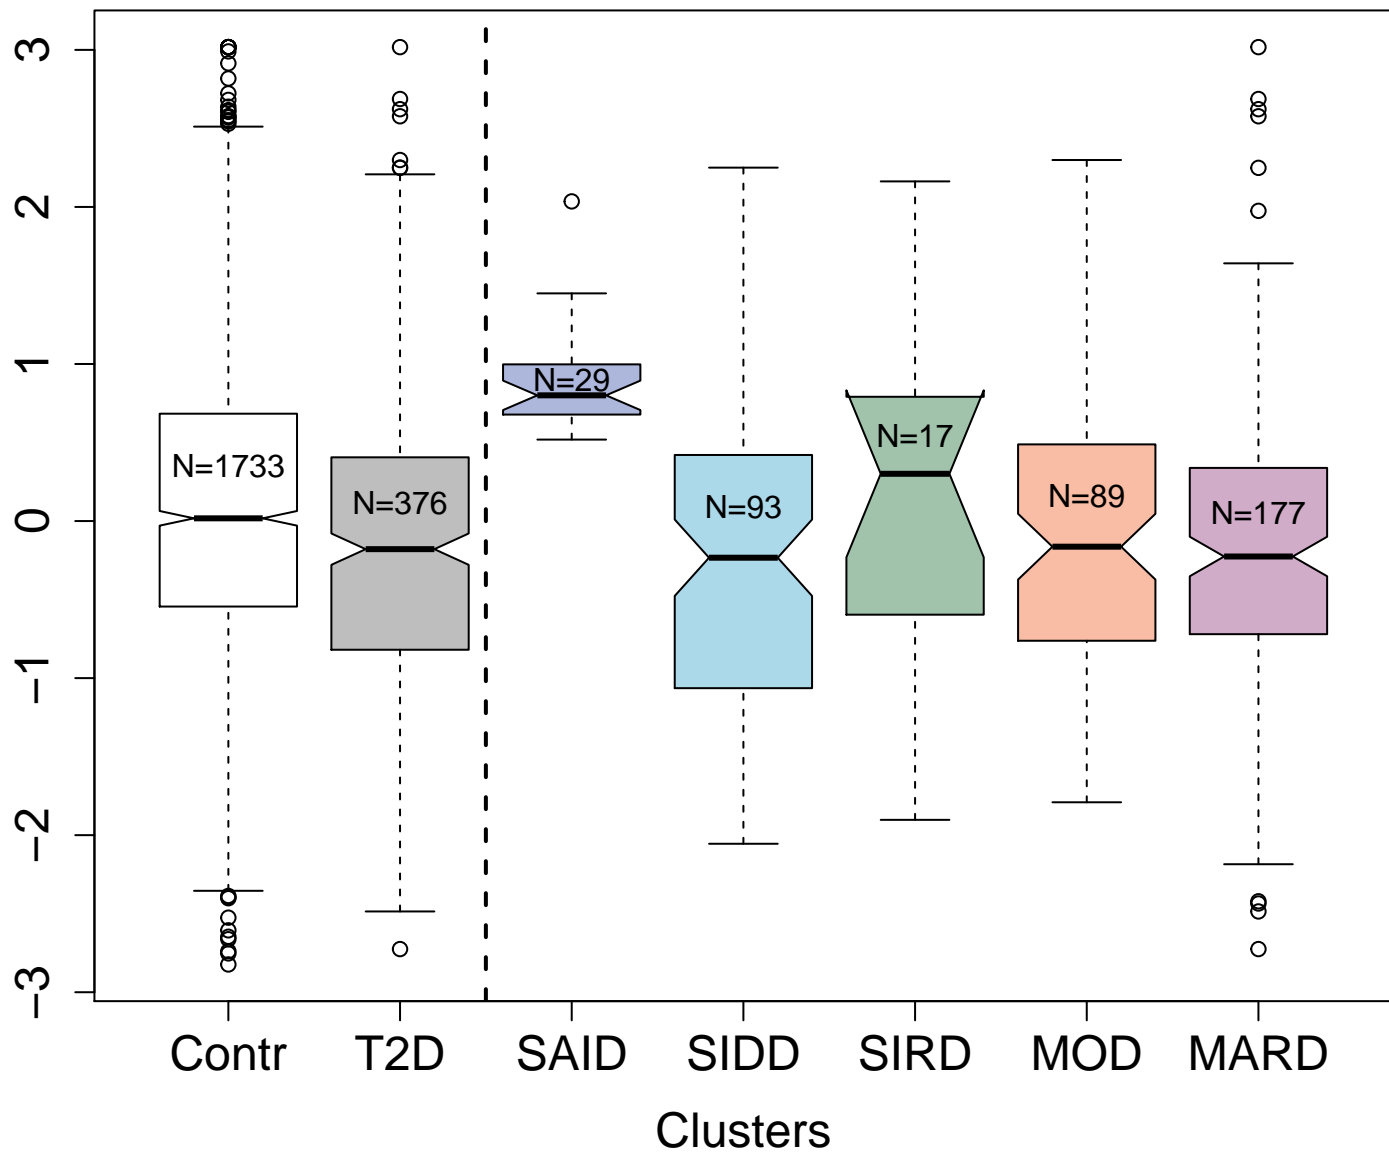 3
2
1
0
−1
−2
−3
N=1733
N=376
N=29
N=93
N=17
N=89
N=177
Contr T2D SAID SIDD SIRD MOD MARD
Clusters